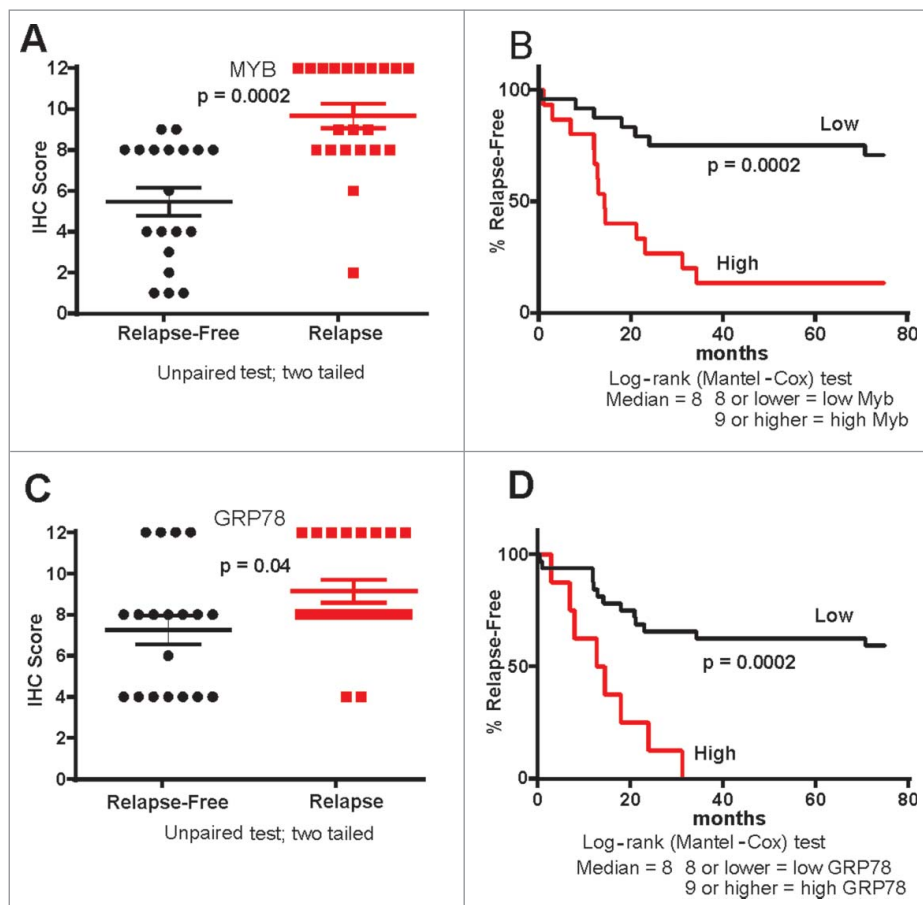 A
MYB
p = 0.0002
12
10
8
6
4
2
0
IHC Score
Relapse-Free
Relapse
Unpaired test; two tailed
B
100
50
0
% Relapse-Free
Low
p = 0.0002
High
0
20
40
60
80
months
Log-rank (Mantel-Cox) test
Median = 8 8 or lower = low Myb
9 or higher = high Myb
C
GRP78
p = 0.04
12
10
8
6
4
2
0
IHC Score
Relapse-Free
Relapse
Unpaired test; two tailed
D
100
50
0
% Relapse-Free
Low
p = 0.0002
High
0
20
40
60
80
months
Log-rank (Mantel-Cox) test
Median = 8 8 or lower = low GRP78
9 or higher = high GRP78